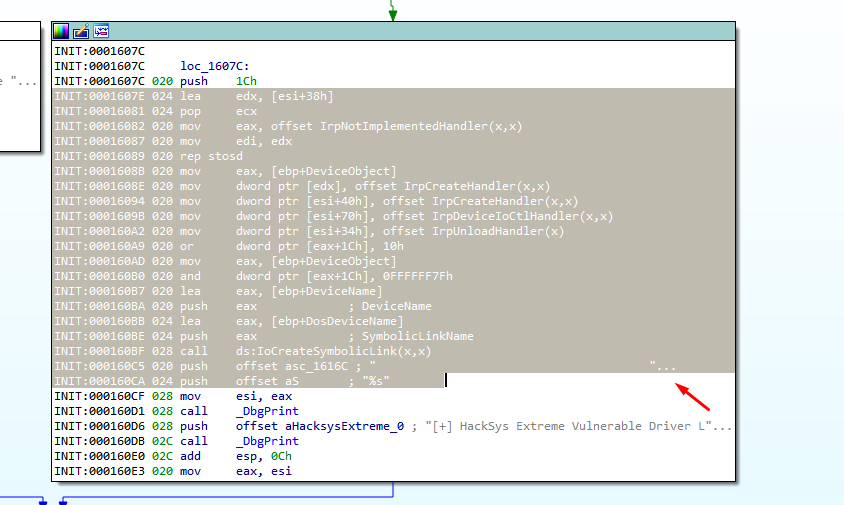 e "...
INIT:0001607C
INIT:0001607C loc_1607C:
INIT:0001607C 020 push 1Ch
INIT:0001607E 024 lea edx, [esi+38h]
INIT:00016081 024 pop ecx
INIT:00016082 020 mov eax, offset IrpNotImplementedHandler(x,x)
INIT:00016087 020 mov edi, edx
INIT:00016089 020 rep stosd
INIT:0001608B 020 mov eax, [ebp+DeviceObject]
INIT:0001608E 020 mov dword ptr [edx], offset IrpCreateHandler(x,x)
INIT:00016094 020 mov dword ptr [esi+40h], offset IrpCreateHandler(x,x)
INIT:0001609B 020 mov dword ptr [esi+70h], offset IrpDeviceIoCtlHandler(x,x)
INIT:000160A2 020 mov dword ptr [esi+34h], offset IrpUnloadHandler(x)
INIT:000160A9 020 or dword ptr [eax+1Ch], 10h
INIT:000160AD 020 mov eax, [ebp+DeviceObject]
INIT:000160B0 020 and dword ptr [eax+1Ch], 0FFFFFF7Fh
INIT:000160B7 020 lea eax, [ebp+DeviceName]
INIT:000160BA 020 push eax ; DeviceName
INIT:000160BB 024 lea eax, [ebp+DosDeviceName]
INIT:000160BE 024 push eax ; SymbolicLinkName
INIT:000160BF 028 call ds:IoCreateSymbolicLink(x,x)
INIT:000160C5 020 push offset asc_1616C ; " "...
INIT:000160CA 024 push offset aS ; "%s"
INIT:000160CF 028 mov esi, eax
INIT:000160D1 028 call _DbgPrint
INIT:000160D6 028 push offset aHacksysExtreme_0 ; "[+] HackSys Extreme Vulnerable Driver L"...
INIT:000160DB 02C call _DbgPrint
INIT:000160E0 02C add esp, 0Ch
INIT:000160E3 020 mov eax, esi